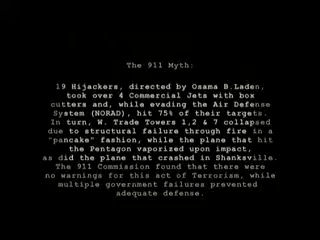 The 911 Myth:
19 Hijackers, directed by Osama B.Laden,
took over 4 Commercial Jets with box
cutters and, while evading the Air Defense
System (NORAD), hit 75% of their targets.
In turn, W. Trade Towers 1,2 & 7 collapsed
due to structural failure through fire in a
"pancake" fashion, while the plane that hit
the Pentagon vaporized upon impact,
as did the plane that crashed in Shanksville.
The 911 Commission found that there were
no warnings for this act of Terrorism, while
multiple government failures prevented
adequate defense.